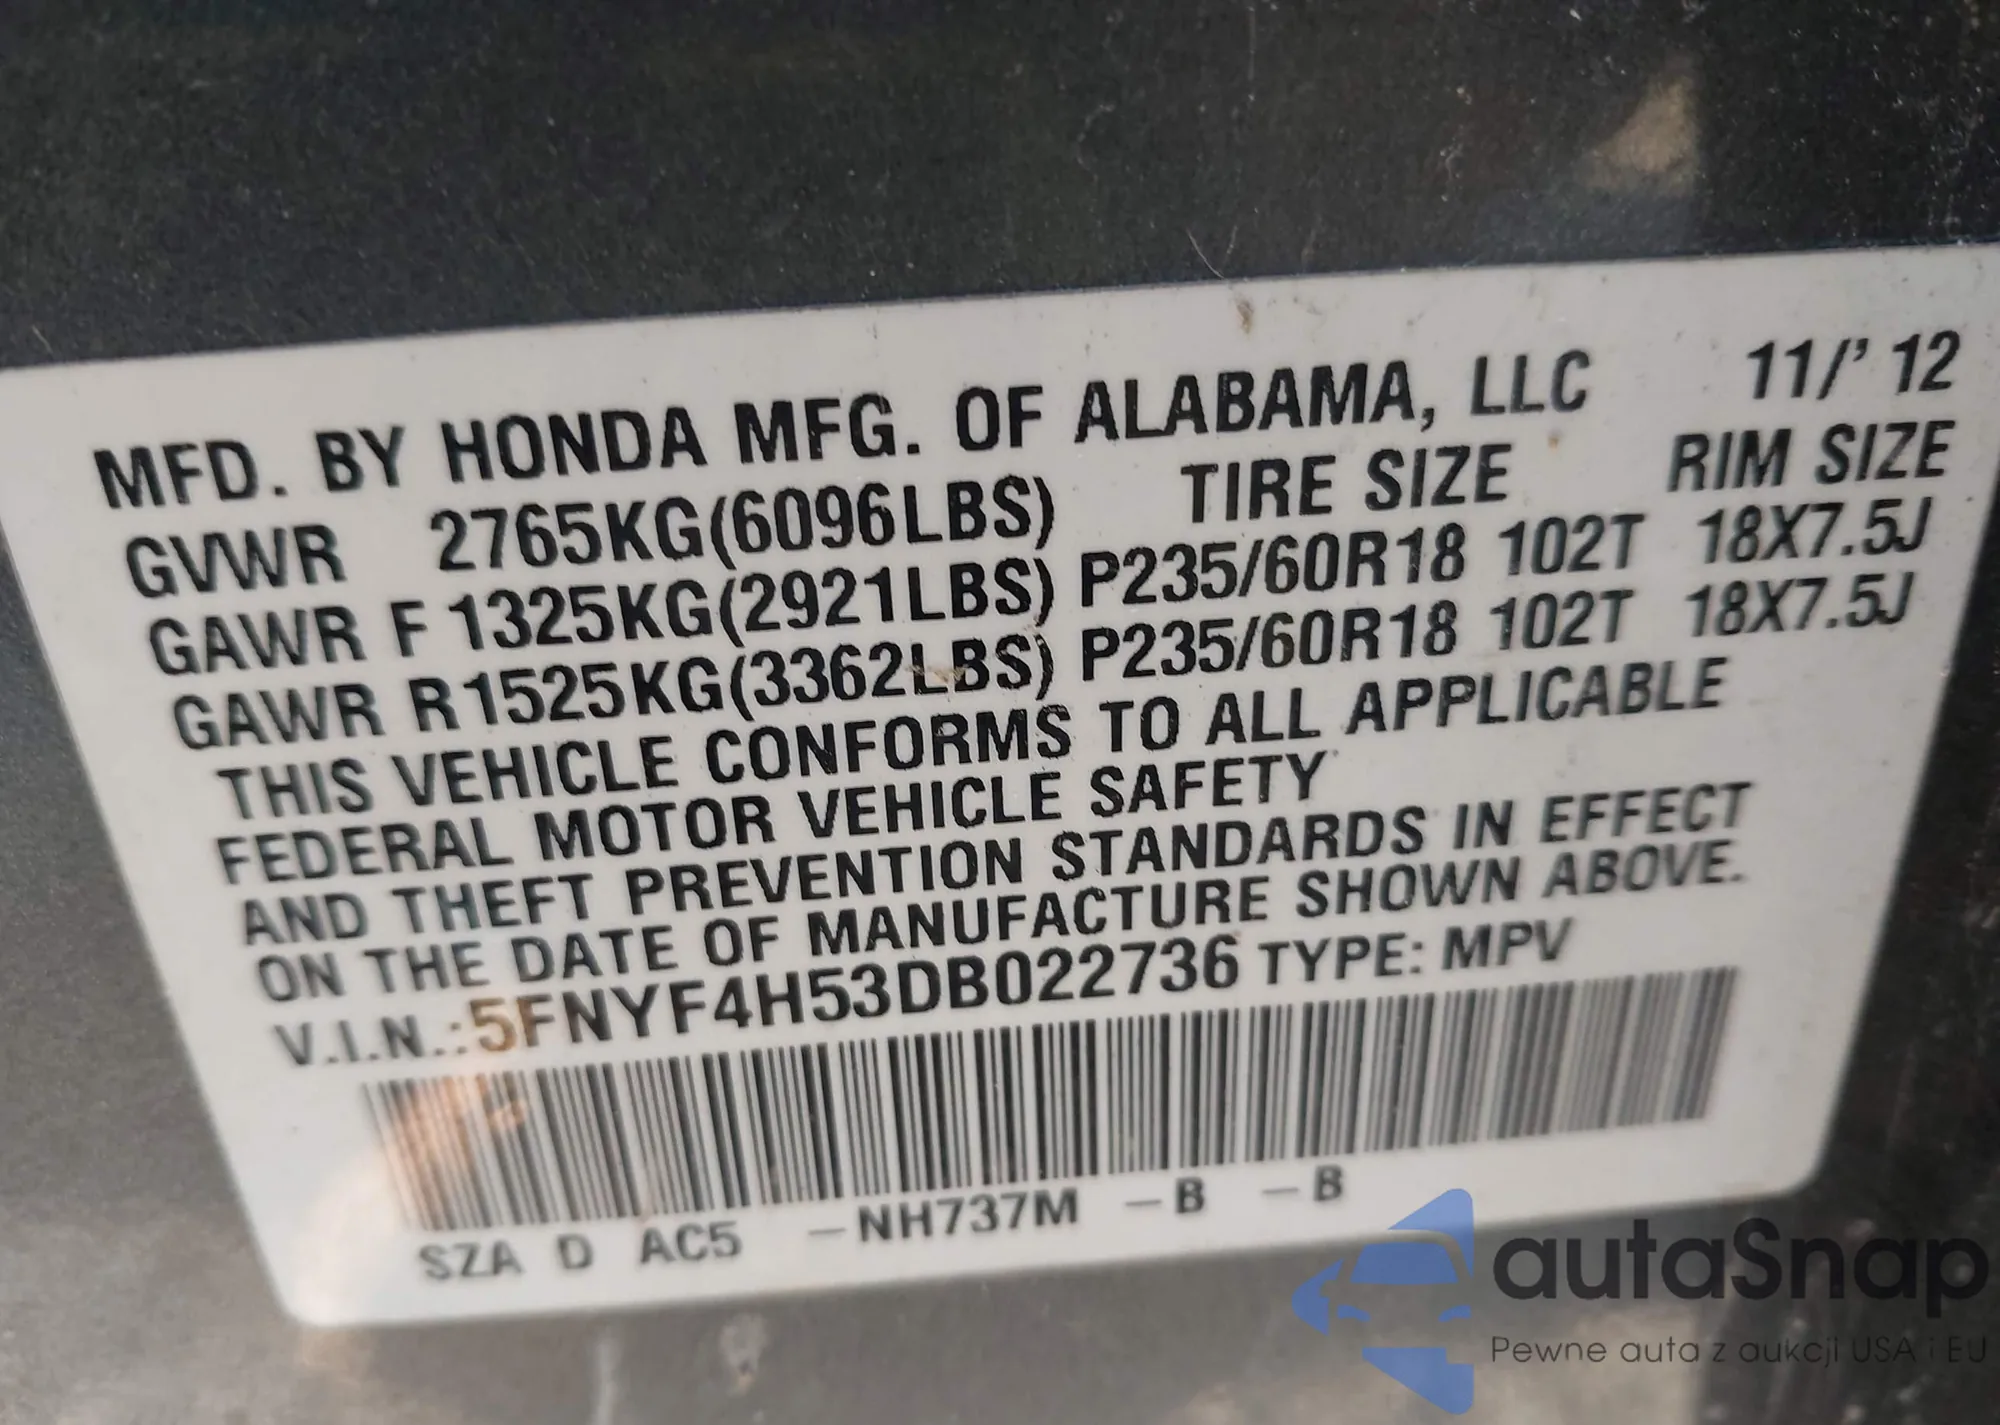 MFD. BY HONDA MFG. OF ALABAMA, LLC 11/'12
GVWR 2765KG(6096LBS) TIRE SIZE RIM SIZE
GAWR F 1325KG(2921LBS) P235/60R18 102T 18X7.5J
GAWR R 1525KG(3362LBS) P235/60R18 102T 18X7.5J
THIS VEHICLE CONFORMS TO ALL APPLICABLE
FEDERAL MOTOR VEHICLE SAFETY
AND THEFT PREVENTION STANDARDS IN EFFECT
ON THE DATE OF MANUFACTURE SHOWN ABOVE.
V.I.N.:5FNYF4H53DB022736 TYPE: MPV
SZA D AC5 –NH737M –B –B
autaSnap
Pewne auta z aukcji USA i EU